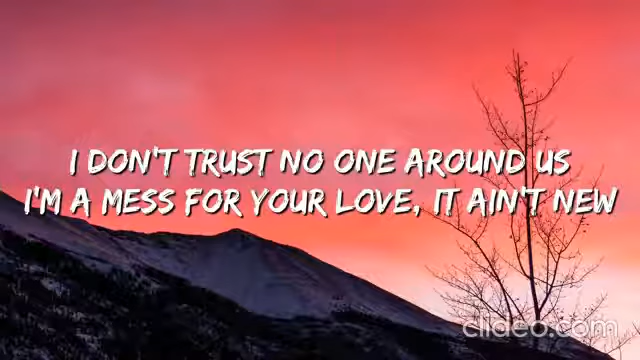 I DON'T TRUST NO ONE AROUND US
I'M A MESS FOR YOUR LOVE, IT AIN'T NEW
clideo.com